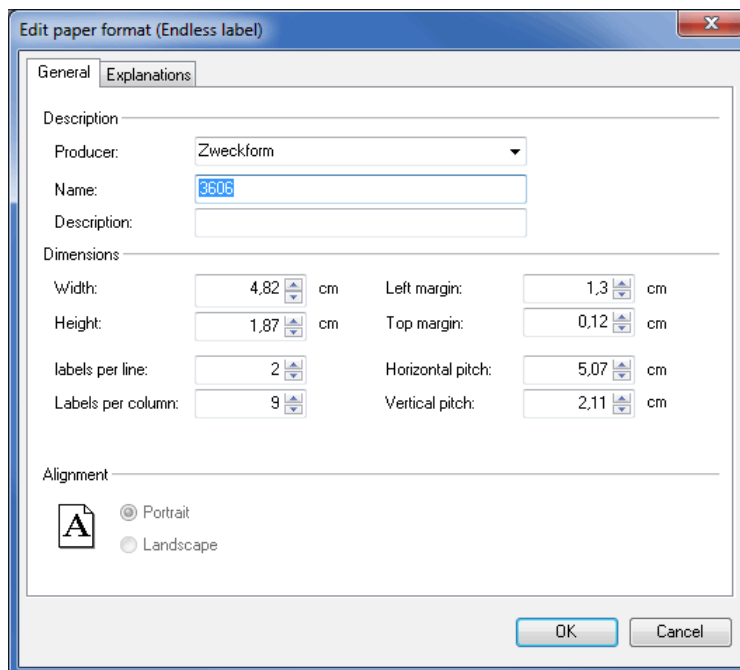 Edit paper format (Endless label)
General Explanations
Description
Producer: Zweckform
Name: 3606
Description:
Dimensions
Width: 4,82 cm Left margin: 1,3 cm
Height: 1,87 cm Top margin: 0,12 cm
labels per line: 2 Horizontal pitch: 5,07 cm
Labels per column: 9 Vertical pitch: 2,11 cm
Alignment
A Portrait
Landscape
OK Cancel